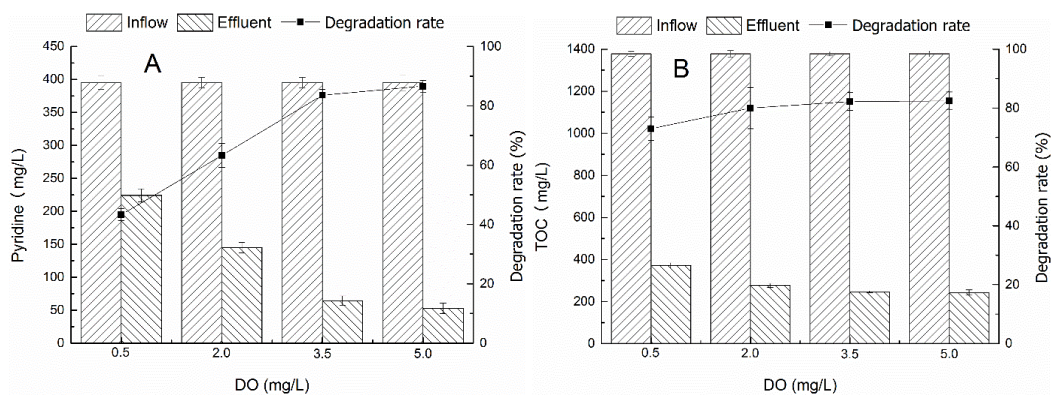 Inflow Effluent Degradation rate
A
450
400
350
300
250
200
150
100
50
0
Pyridine ( mg/L)
100
80
60
40
20
0
Degradation rate (%)
0.5 2.0 3.5 5.0
DO (mg/L)
Inflow Effluent Degradation rate
B
1400
1200
1000
800
600
400
200
0
TOC ( mg/L)
100
80
60
40
20
0
Degradation rate (%)
0.5 2.0 3.5 5.0
DO (mg/L)